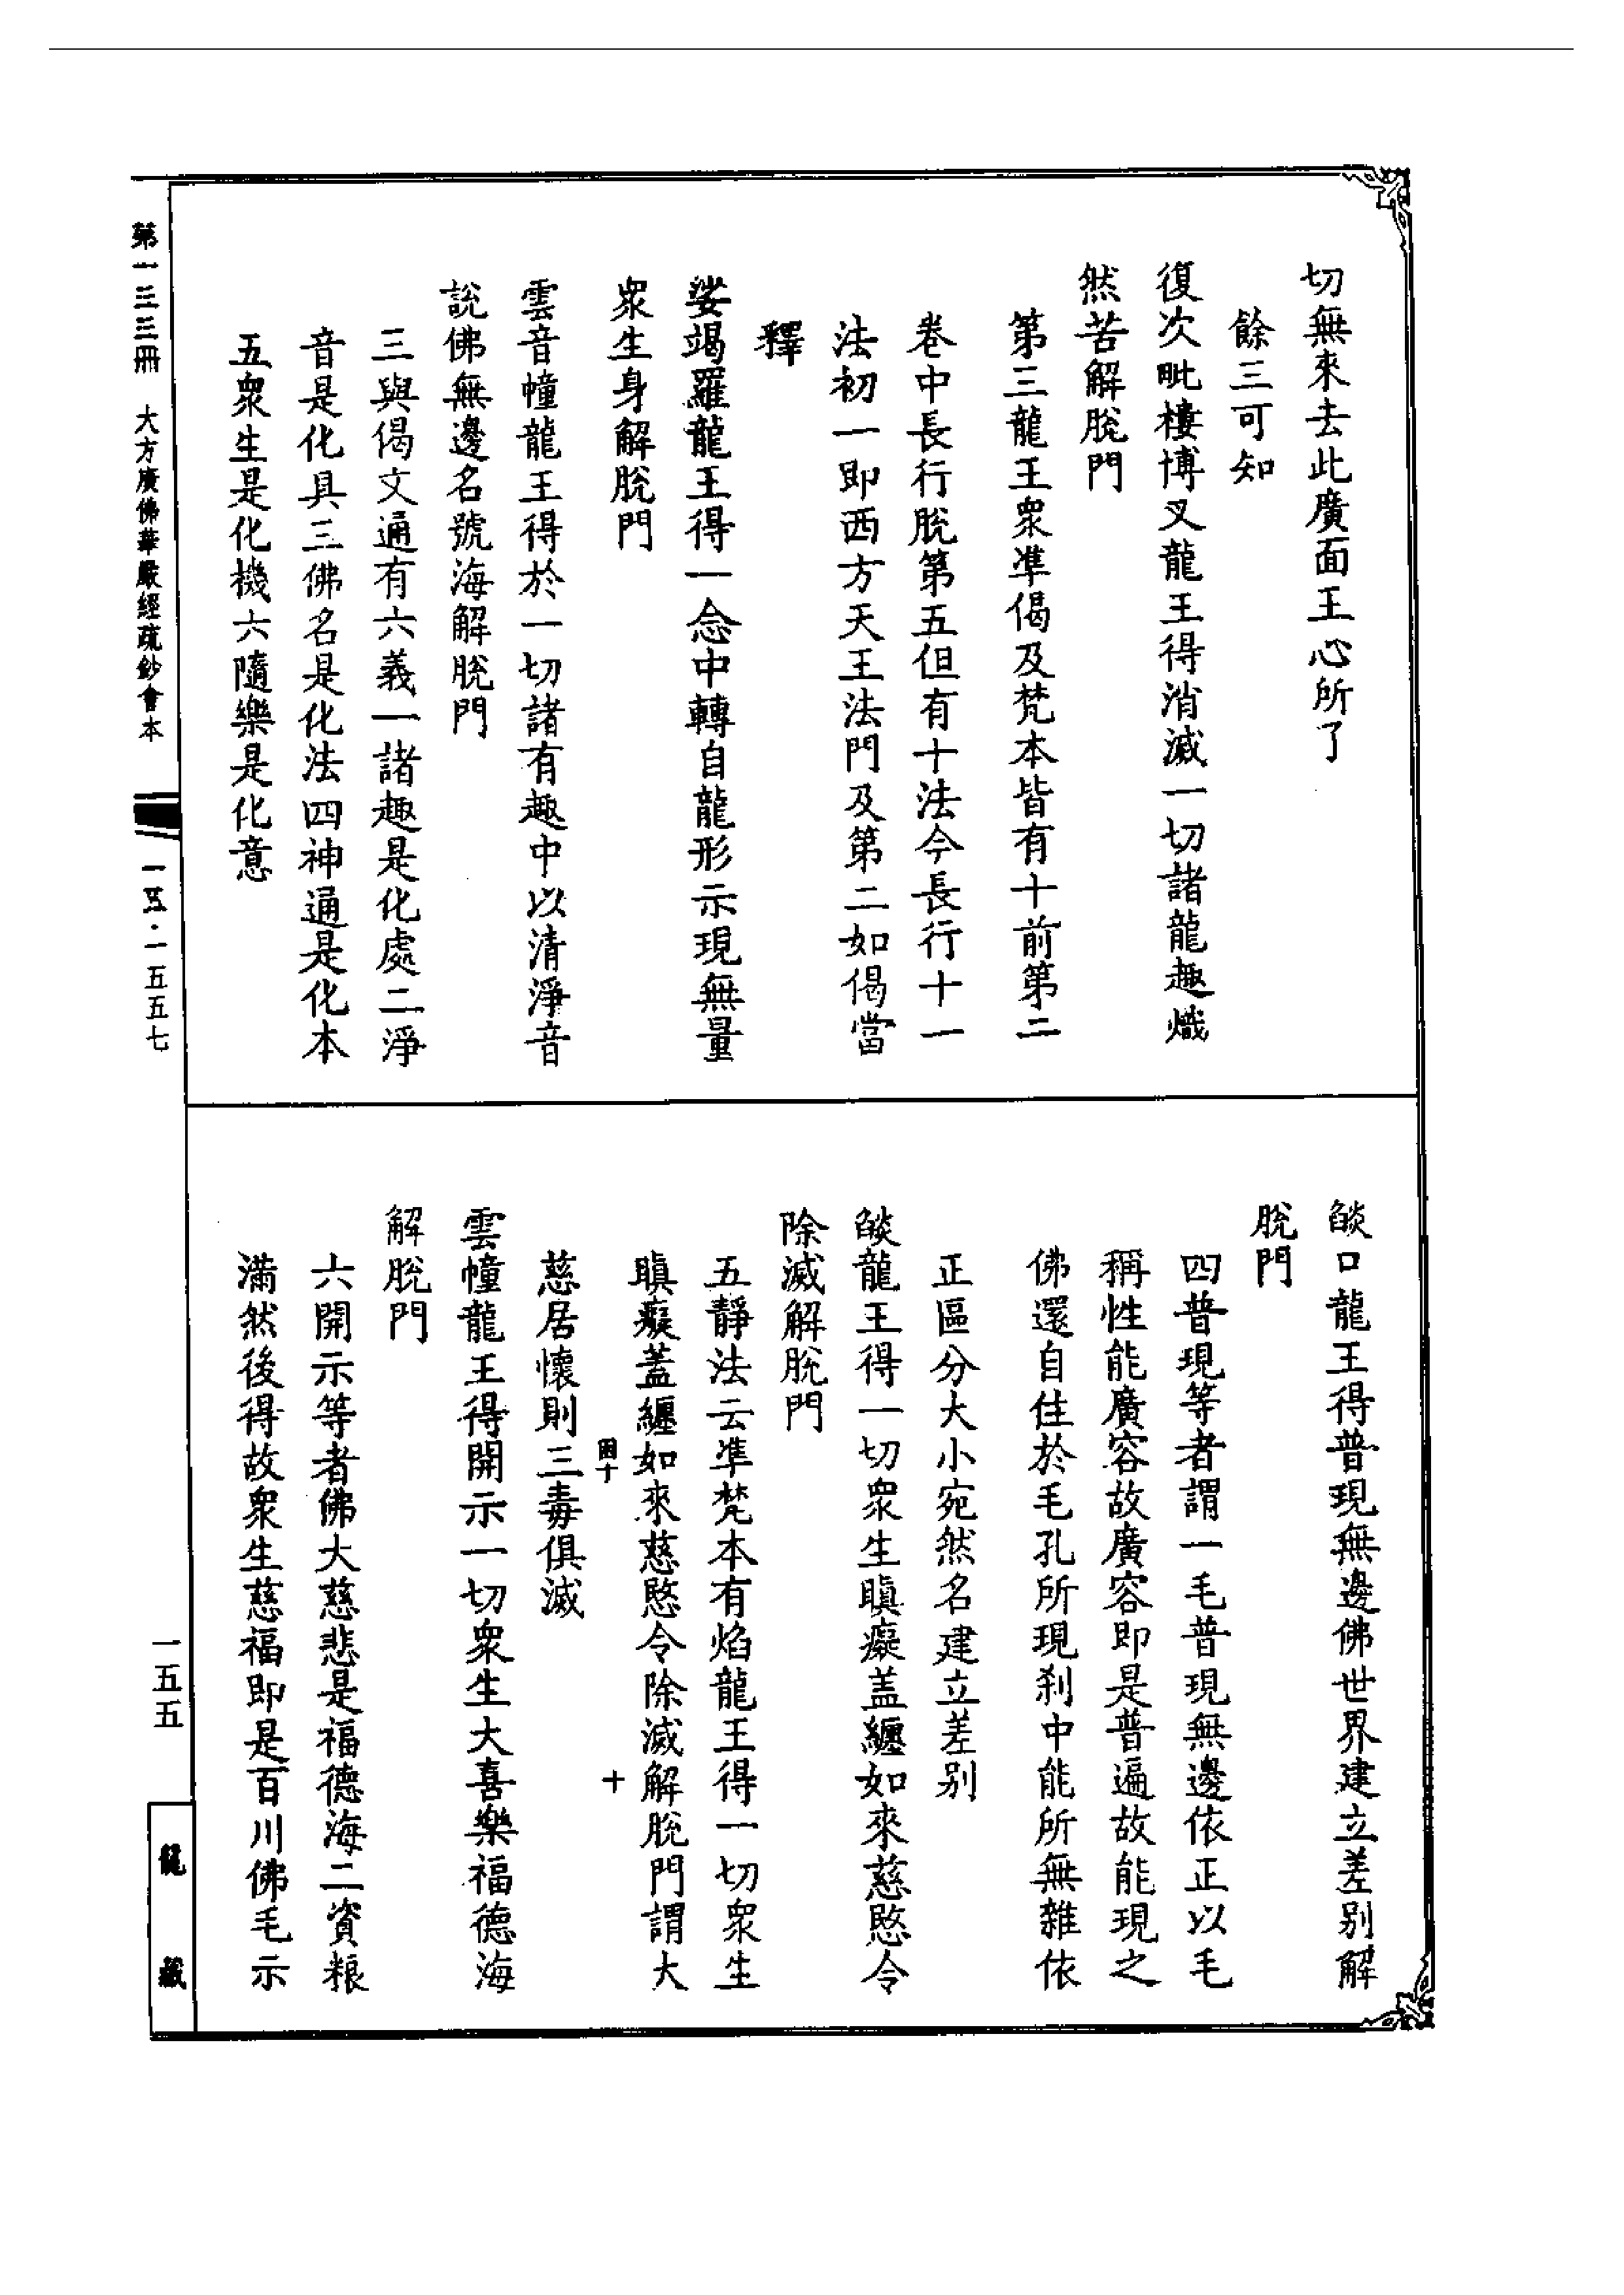 切無來去此廣面王心所了
餘三可知
復次毗樓博叉龍王得消滅一切諸龍趣熾
然苦解脫門
第三龍王衆準偈及梵本皆有十前第二
卷中長行脫第五但有十法今長行十一
法初一即西方天王法門及第二如偈當
釋
娑竭羅龍王得一念中轉自龍形示現無量
衆生身解脫門
雲音幢龍王得於一切諸有趣中以清淨音
說佛無邊名號海解脫門
三與偈文通有六義一諸趣是化處二淨
音是化具三佛名是化法四神通是化本
五衆生是化機六隨樂是化意
燄口龍王得普現無邊佛世界建立差別解
脫門
四普現等者謂一毛普現無邊依正以毛
稱性能廣容故廣容即是普遍故能現之
佛還自住於毛孔所現刹中能所無雜依
正區分大小宛然名建立差別
燄龍王得一切衆生瞋癡蓋纏如來慈愍令
除滅解脫門
五靜法云準梵本有焰龍王得一切衆生
瞋癡蓋纏如來慈愍令除滅解脫門謂大
十
慈居懷則三毒俱滅
雲幢龍王得開示一切衆生大喜樂福德海
解脫門
六開示等者佛大慈悲是福德海二資粮
滿然後得故衆生慈福即是百川佛毛示
第一三三冊 大方廣佛華嚴經疏鈔會本
一五·一五五七
一五五
龍藏